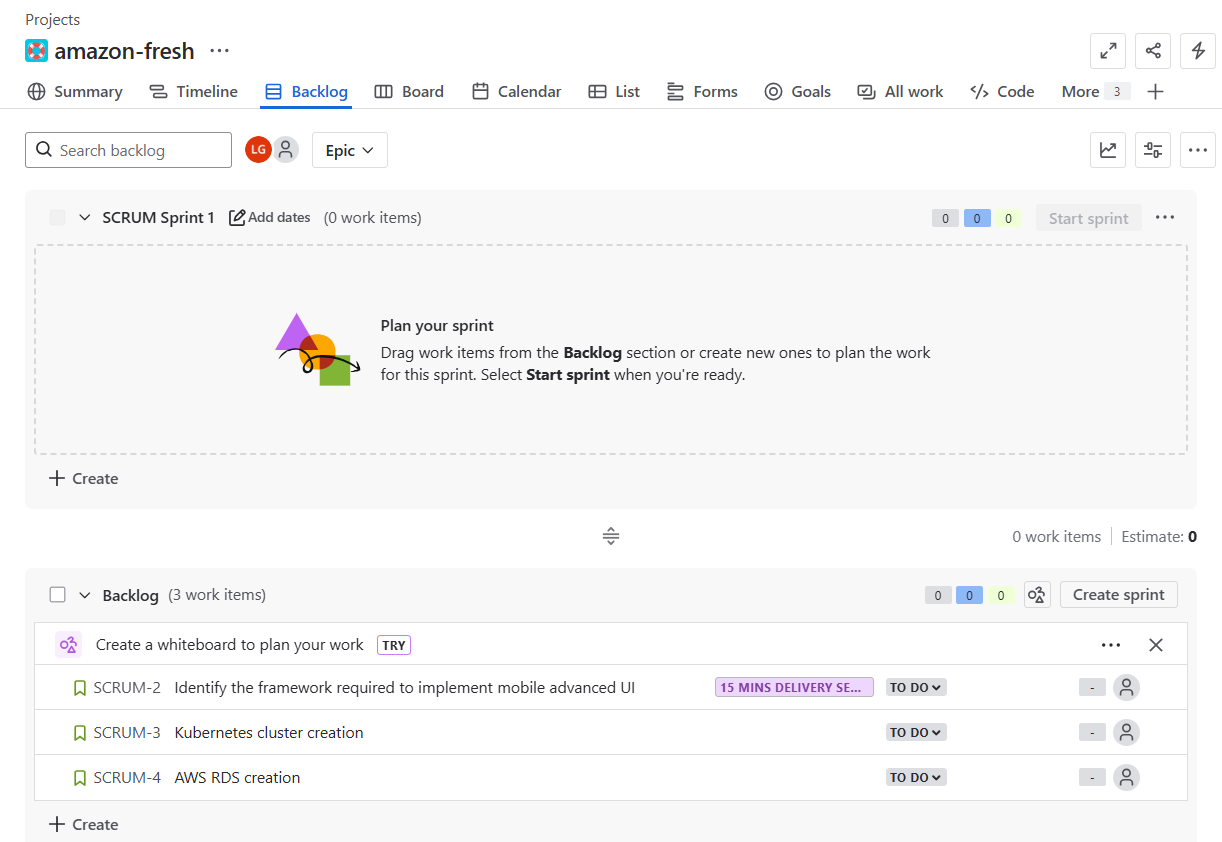 Projects
amazon-fresh
Summary Timeline Backlog Board Calendar List Forms Goals All work Code More 3
Search backlog LG Epic
SCRUM Sprint 1 Add dates (0 work items) 0 0 0 Start sprint
Plan your sprint
Drag work items from the Backlog section or create new ones to plan the work
for this sprint. Select Start sprint when you're ready.
Create
0 work items Estimate: 0
Backlog (3 work items) 0 0 0 Create sprint
Create a whiteboard to plan your work TRY
SCRUM-2 Identify the framework required to implement mobile advanced UI 15 MINS DELIVERY SE... TO DO -
SCRUM-3 Kubernetes cluster creation TO DO -
SCRUM-4 AWS RDS creation TO DO -
Create